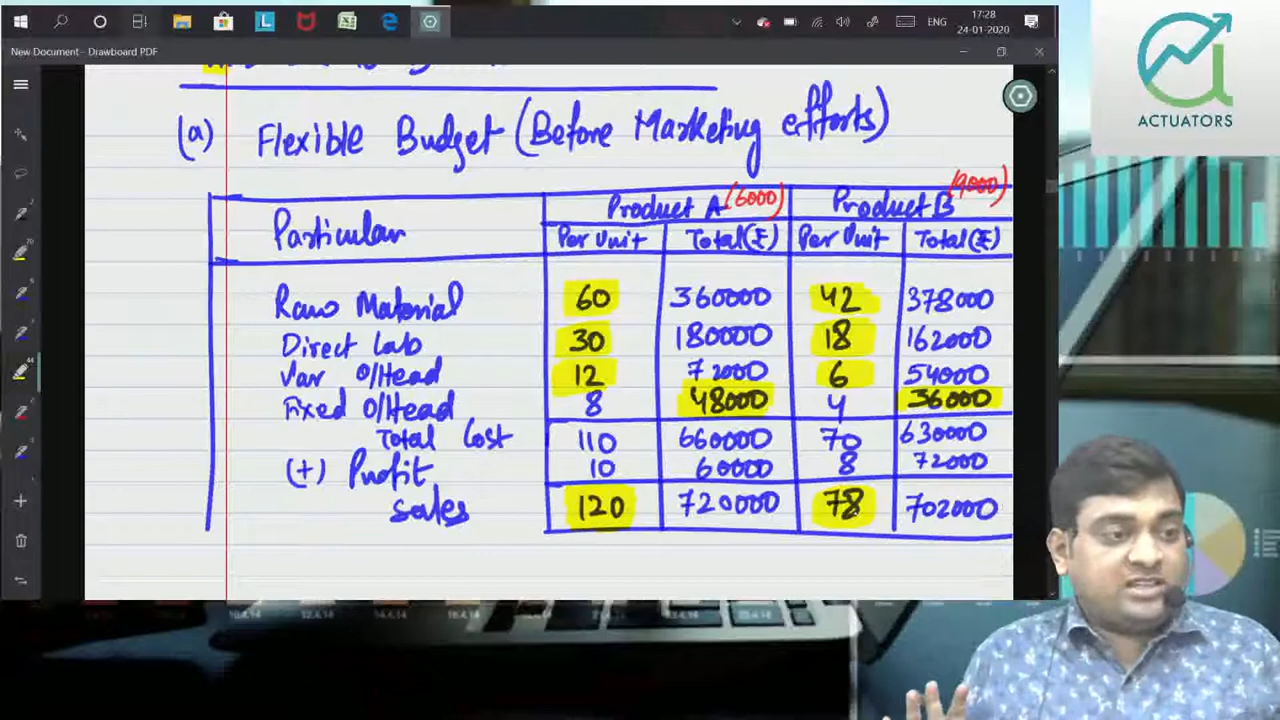 17:28
ENG
24-01-2020
New Document - Drawboard PDF
ACTUATORS
(a) Flexible Budget (Before Marketing efforts)
Particular Product A (6000) Product B (9000)
Per Unit Total(₹) Per Unit Total(₹)
Raw Material 60 360000 42 378000
Direct Lab 30 180000 18 162000
Var O/Head 12 72000 6 54000
Fixed O/Head 8 48000 4 36000
Total Cost 110 660000 70 630000
(+) Profit 10 60000 8 72000
sales 120 720000 78 702000